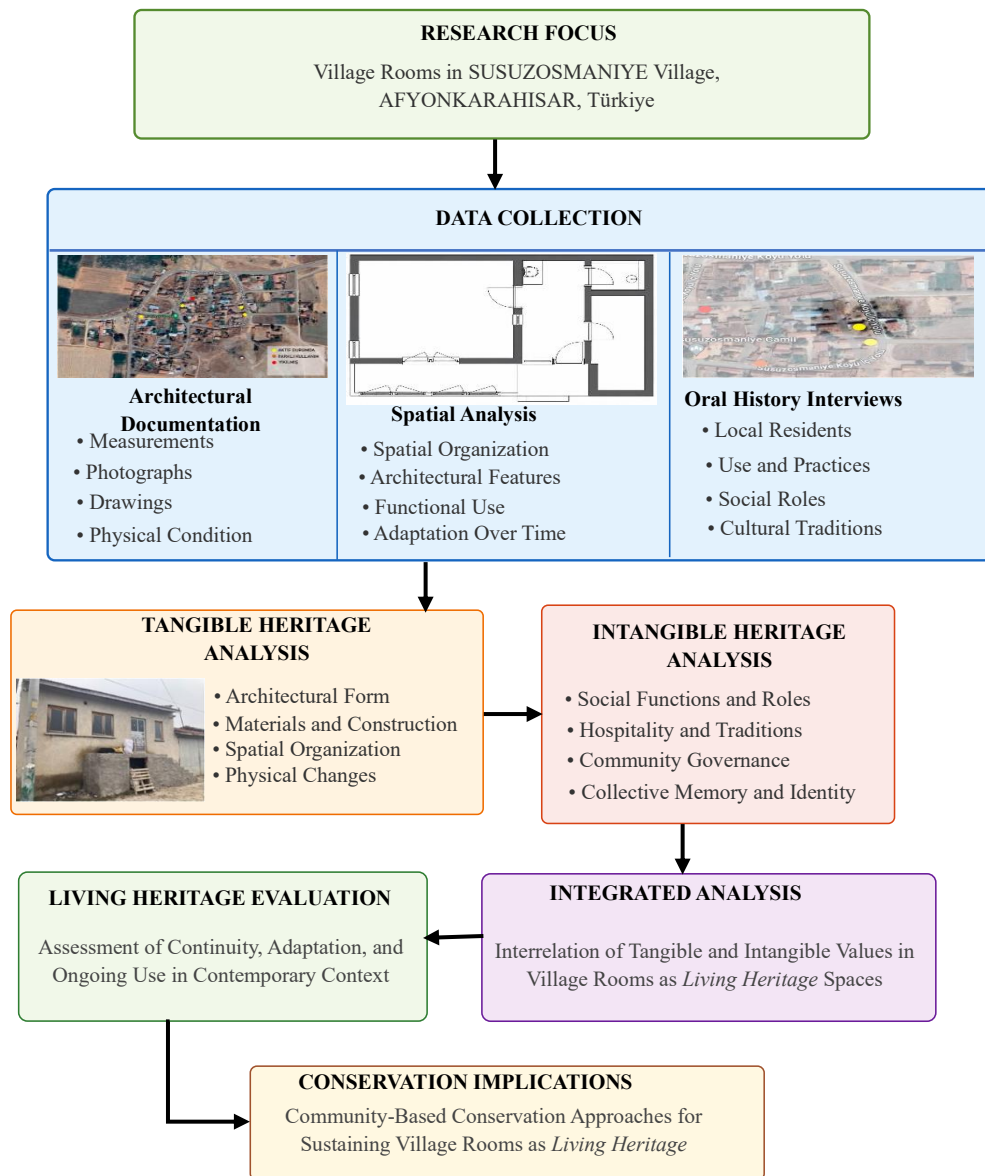 RESEARCH FOCUS
Village Rooms in SUSUZOSMANIYE Village,
AFYONKARAHISAR, Türkiye
DATA COLLECTION
AKTİF DURUMDA
YIKILMIŞ
Architectural
Documentation
• Measurements
• Photographs
• Drawings
• Physical Condition
Spatial Analysis
• Spatial Organization
• Architectural Features
• Functional Use
• Adaptation Over Time
Susuzosmaniye Camii
Oral History Interviews
• Local Residents
• Use and Practices
• Social Roles
• Cultural Traditions
TANGIBLE HERITAGE
ANALYSIS
• Architectural Form
• Materials and Construction
• Spatial Organization
• Physical Changes
INTANGIBLE HERITAGE
ANALYSIS
• Social Functions and Roles
• Hospitality and Traditions
• Community Governance
• Collective Memory and Identity
INTEGRATED ANALYSIS
Interrelation of Tangible and Intangible Values in
Village Rooms as Living Heritage Spaces
LIVING HERITAGE EVALUATION
Assessment of Continuity, Adaptation, and
Ongoing Use in Contemporary Context
CONSERVATION IMPLICATIONS
Community-Based Conservation Approaches for
Sustaining Village Rooms as Living Heritage